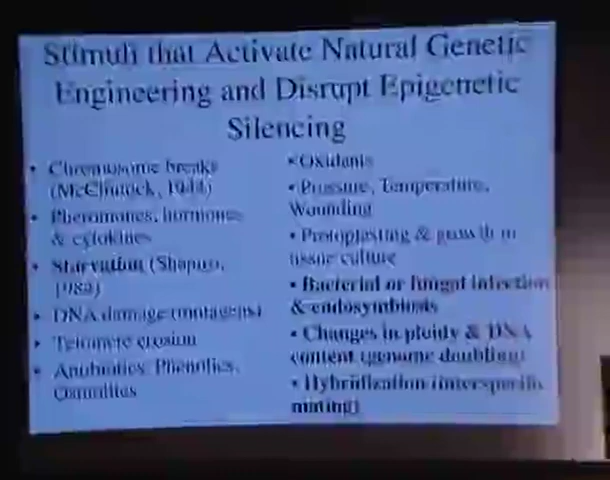 Stimuli that Activate Natural Genetic
Engineering and Disrupt Epigenetic
Silencing
• Chromosome breaks
(McClintock, 1944)
• Pheromones, hormones
& cytokines
• Starvation (Shapiro,
1984)
• DNA damage (mutagens)
• Telomere erosion
• Antibiotics, Phenolics,
• Oxidants
• Pressure, Temperature,
Wounding
• Protoplasting & growth in
tissue culture
• Bacterial or fungal infection
& endosymbiosis
• Changes in ploidy & DNA
content (genome doubling)
• Hybridization (interspecific
mating)